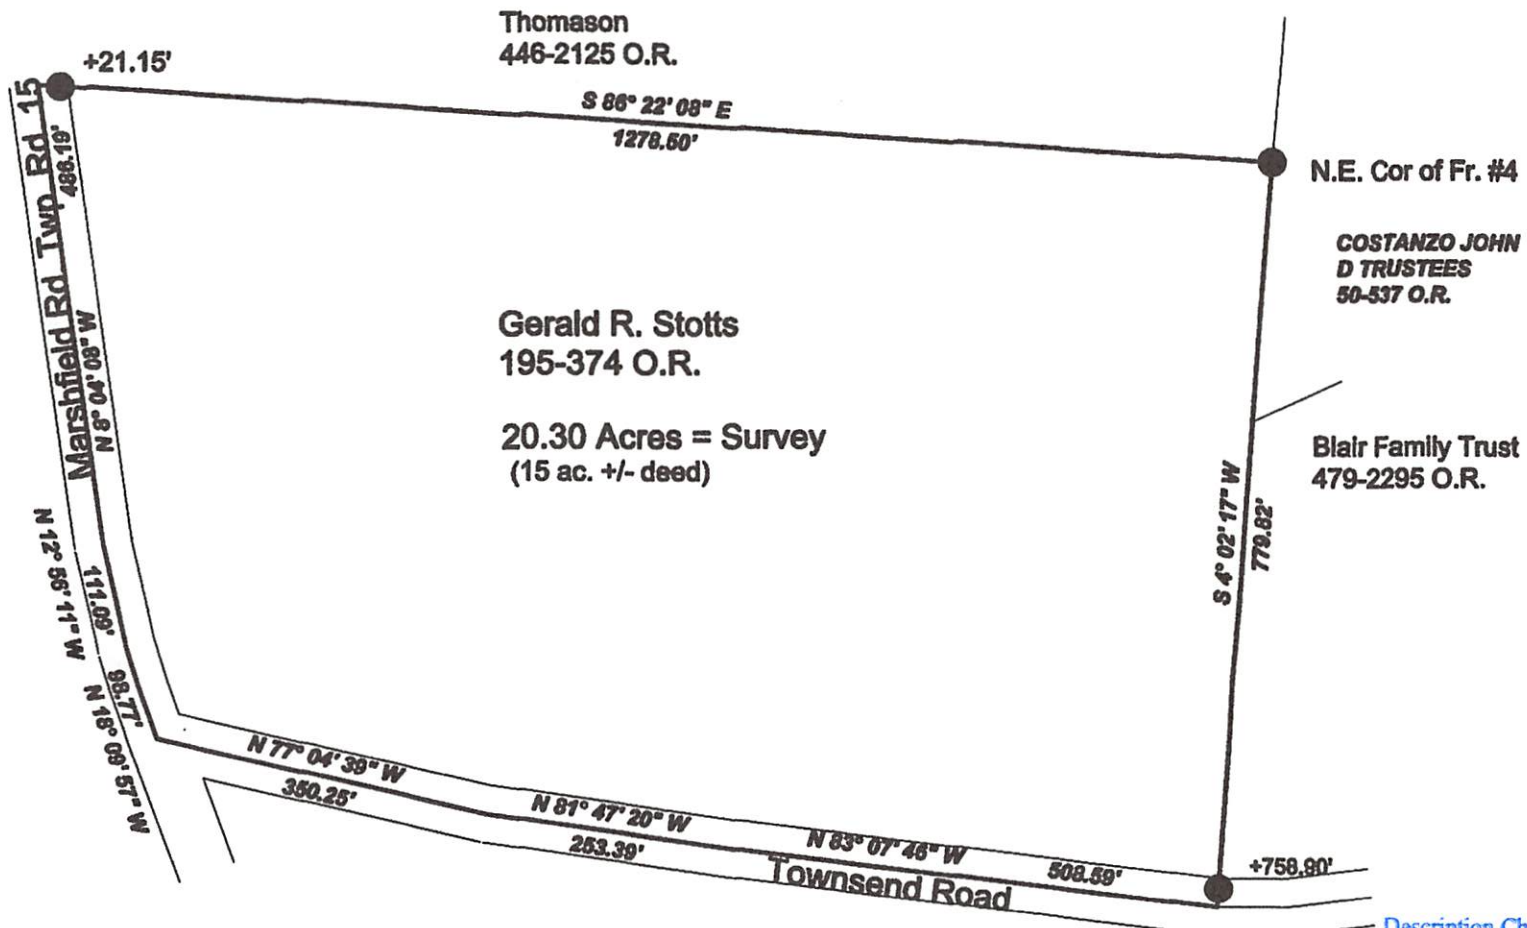 Thomason
446-2125 O.R.
+21.15'
S 86° 22' 08" E
1278.50'
N.E. Cor of Fr. #4
COSTANZO JOHN
D TRUSTEES
50-537 O.R.
Marshfield Rd Twp Rd 15
486.19'
N 8° 04' 08" W
Gerald R. Stotts
195-374 O.R.
20.30 Acres = Survey
(15 ac. +/- deed)
Blair Family Trust
479-2295 O.R.
S 4° 02' 17" W
779.82'
N 12° 56' 11" W
111.09'
98.77'
N 18° 09' 57" W
N 77° 04' 39" W
350.25'
N 81° 47' 20" W
253.39'
N 83° 07' 46" W
508.59'
Townsend Road
+758.90'
Description